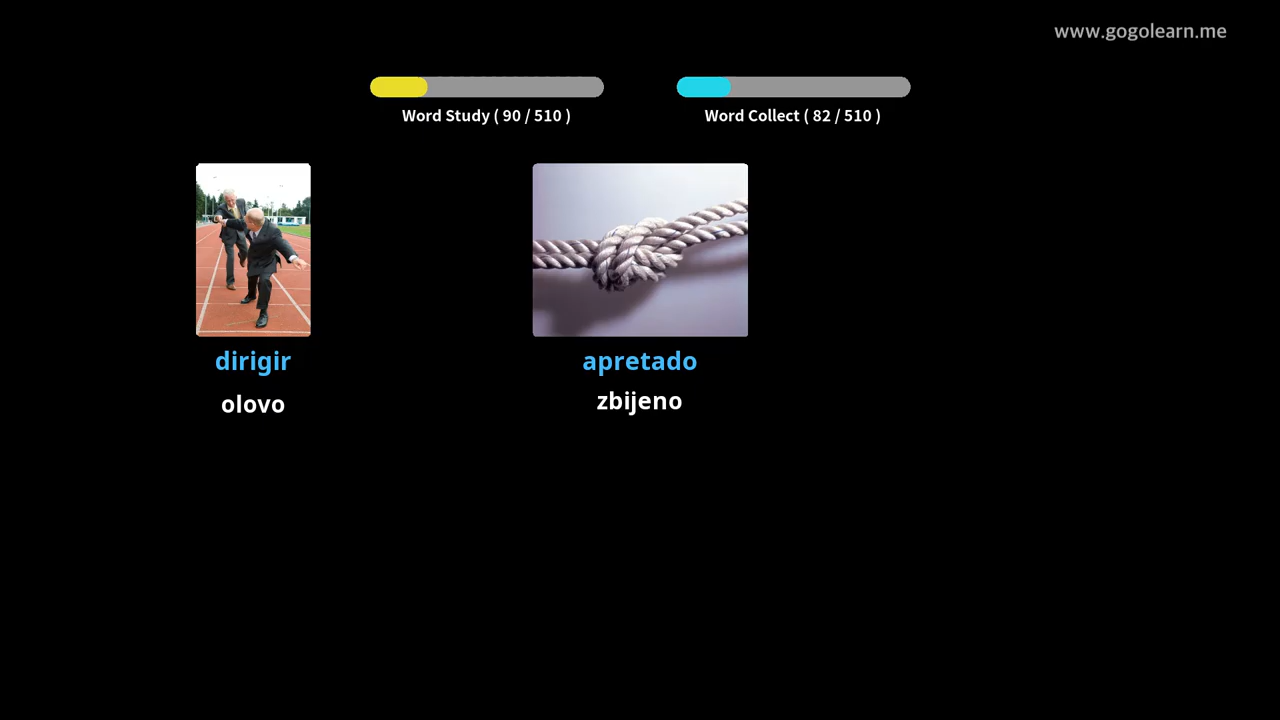 www.gogolearn.me
Word Study ( 90 / 510 )
Word Collect ( 82 / 510 )
dirigir
olovo
apretado
zbijeno